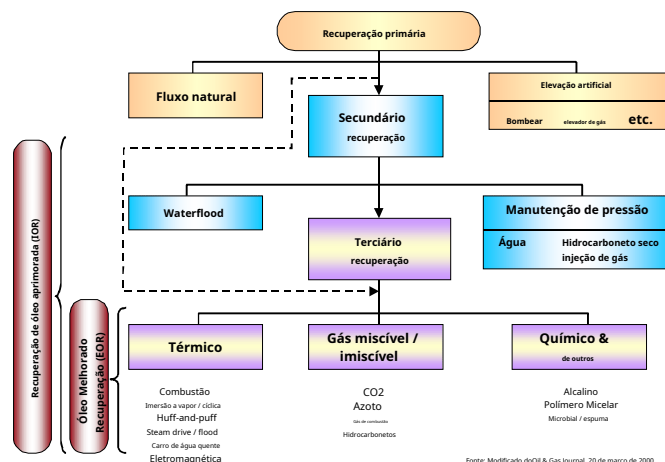 Recuperação primária
Fluxo natural
Elevação artificial
Bombear elevador de gás etc.
Secundário
recuperação
Waterflood
Manutenção de pressão
Água Hidrocarboneto seco
injeção de gás
Terciário
recuperação
Recuperação de óleo aprimorada (IOR)
Óleo Melhorado
Recuperação (EOR)
Térmico
Gás miscível /
imiscível
Químico &
de outros
Combustão
Imersão a vapor / cíclica
Huff-and-puff
Steam drive / flood
Carro de água quente
Eletromagnética
CO2
Azoto
Gás de combustão
Hidrocarbonetos
Alcalino
Polímero Micelar
Microbial / espuma
Fonte: Modificado doOil & Gas Journal, 20 de março de 2000